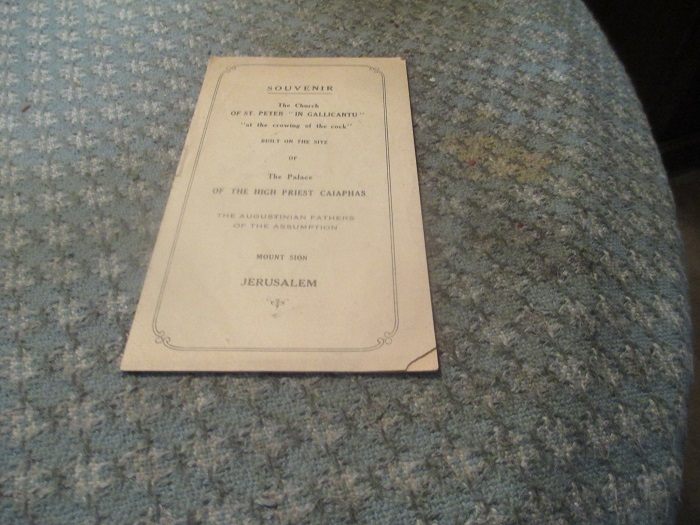 SOUVENIR
The Church
OF ST. PETER "IN GALLICANTU"
"at the crowing of the cock"
BUILT ON THE SITE
OF
The Palace
OF THE HIGH PRIEST CAIAPHAS
THE AUGUSTINIAN FATHERS
OF THE ASSUMPTION
MOUNT SION
JERUSALEM